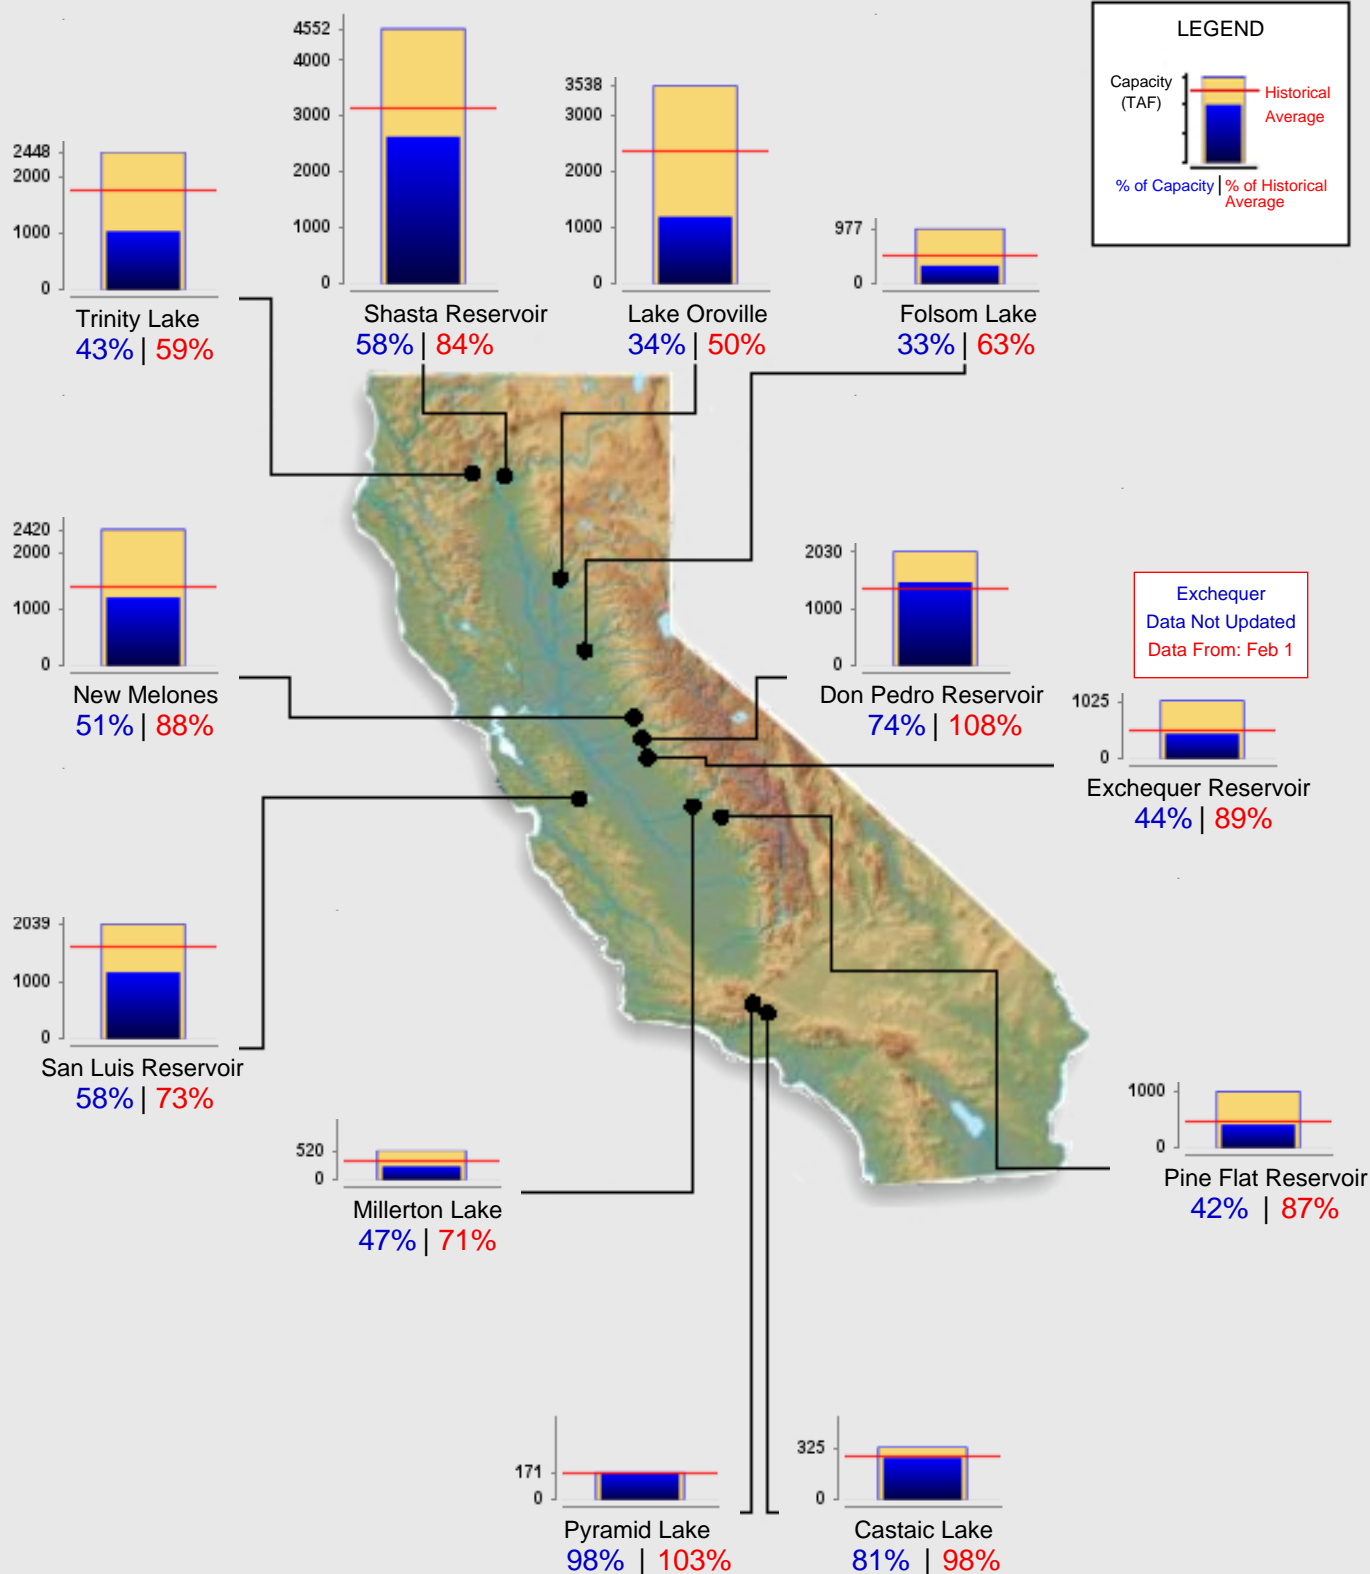 LEGEND
Capacity
(TAF)
Historical
Average
% of Capacity | % of Historical
Average
2448
2000
1000
0
Trinity Lake
43% | 59%
4552
4000
3000
2000
1000
0
Shasta Reservoir
58% | 84%
3538
3000
2000
1000
0
Lake Oroville
34% | 50%
977
0
Folsom Lake
33% | 63%
2420
2000
1000
0
New Melones
51% | 88%
2030
1000
0
Don Pedro Reservoir
74% | 108%
Exchequer
Data Not Updated
Data From: Feb 1
1025
0
Exchequer Reservoir
44% | 89%
2039
1000
0
San Luis Reservoir
58% | 73%
520
0
Millerton Lake
47% | 71%
1000
0
Pine Flat Reservoir
42% | 87%
171
0
Pyramid Lake
98% | 103%
325
0
Castaic Lake
81% | 98%